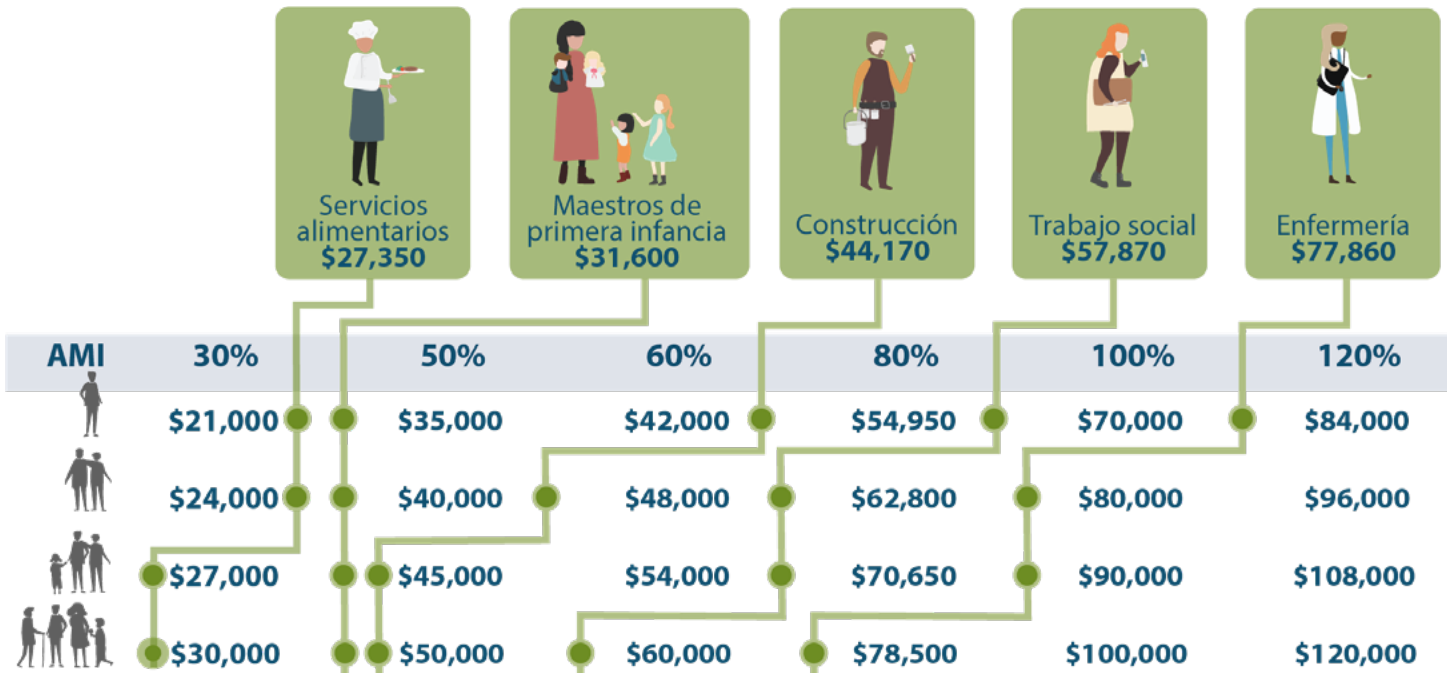 Servicios
alimentarios
$27,350
Maestros de
primera infancia
$31,600
Construcción
$44,170
Trabajo social
$57,870
Enfermería
$77,860
AMI 30% 50% 60% 80% 100% 120%
$21,000 $35,000 $42,000 $54,950 $70,000 $84,000
$24,000 $40,000 $48,000 $62,800 $80,000 $96,000
$27,000 $45,000 $54,000 $70,650 $90,000 $108,000
$30,000 $50,000 $60,000 $78,500 $100,000 $120,000